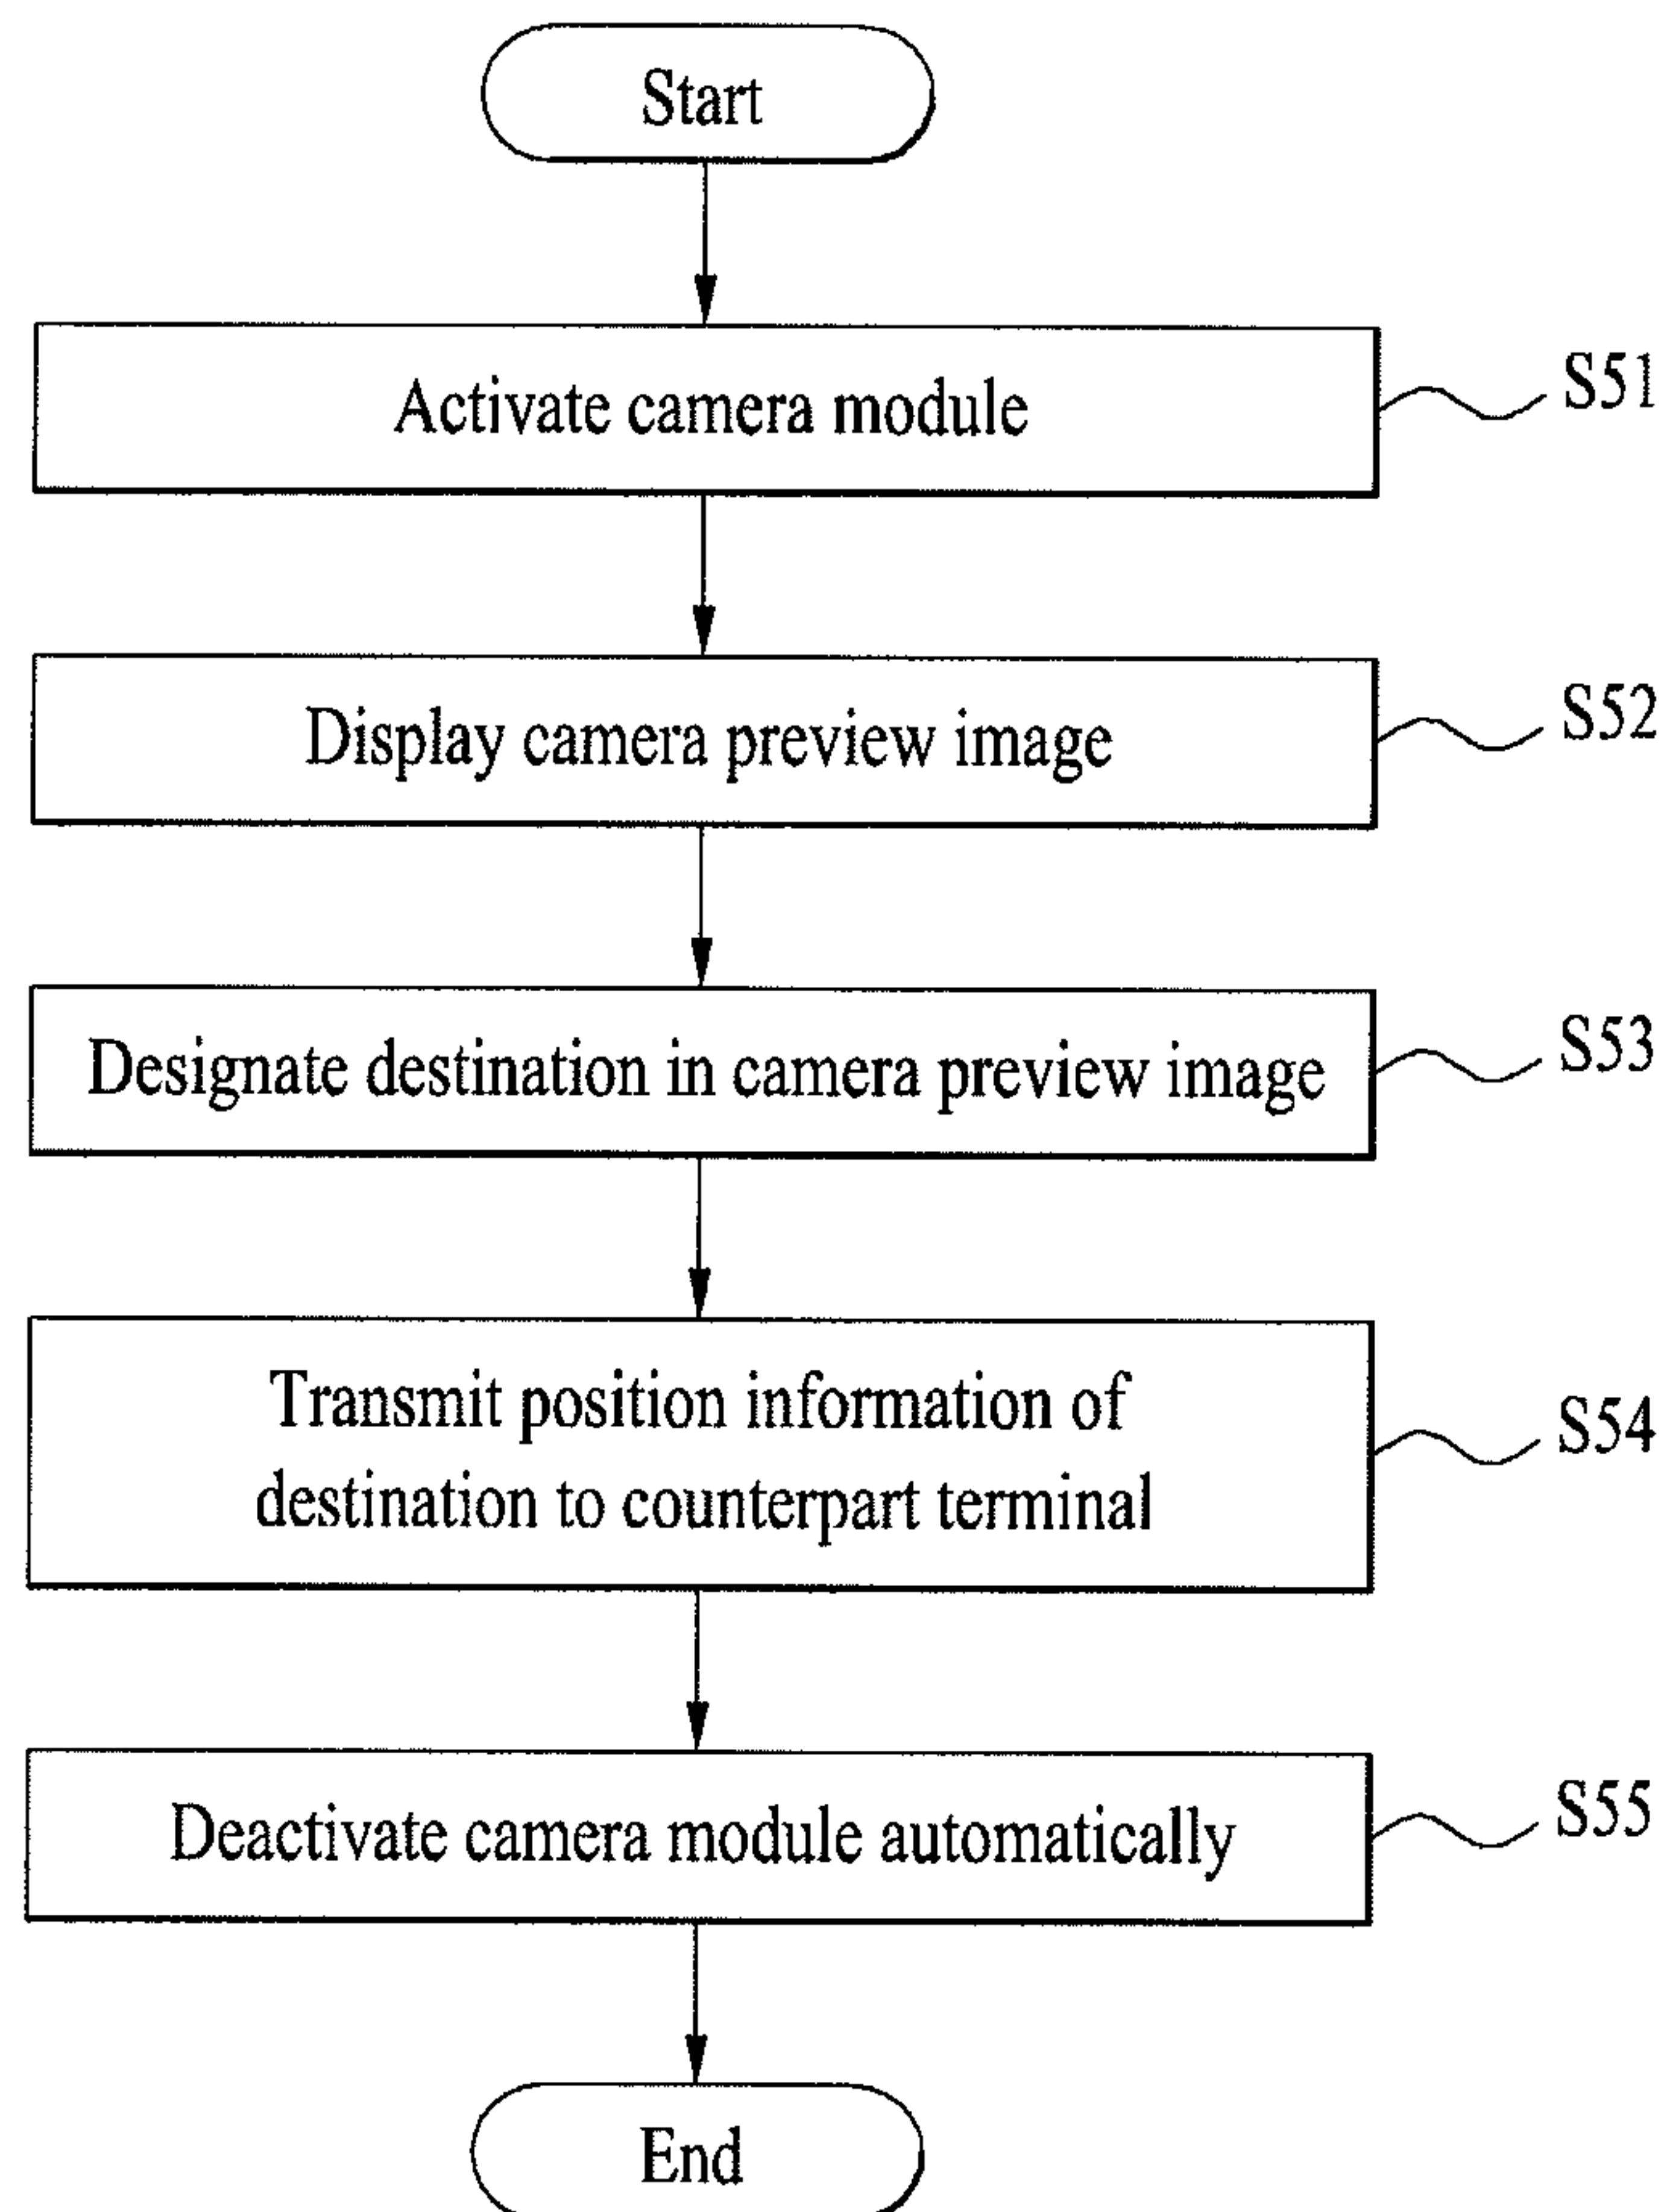 Start
Activate camera module
S51
Display camera preview image
S52
Designate destination in camera preview image
S53
Transmit position information of
destination to counterpart terminal
S54
Deactivate camera module automatically
S55
End